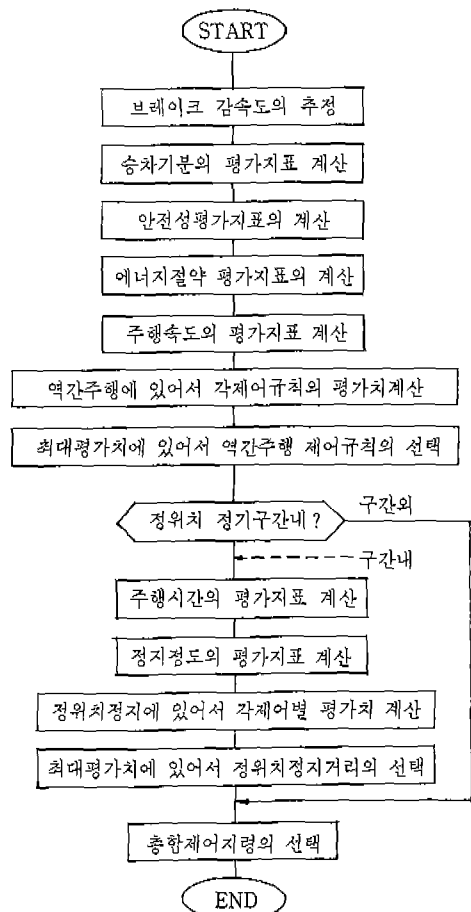 START
브레이크 감속도의 추정
승차기분의 평가지표 계산
안전성평가지표의 계산
에너지절약 평가지표의 계산
주행속도의 평가지표 계산
역간주행에 있어서 각제어규칙의 평가치계산
최대평가치에 있어서 역간주행 제어규칙의 선택
정위치 정기구간내?
구간외
구간내
주행시간의 평가지표 계산
정지정도의 평가지표 계산
정위치정지에 있어서 각제어별 평가치 계산
최대평가치에 있어서 정위치정지거리의 선택
총합제어지령의 선택
END